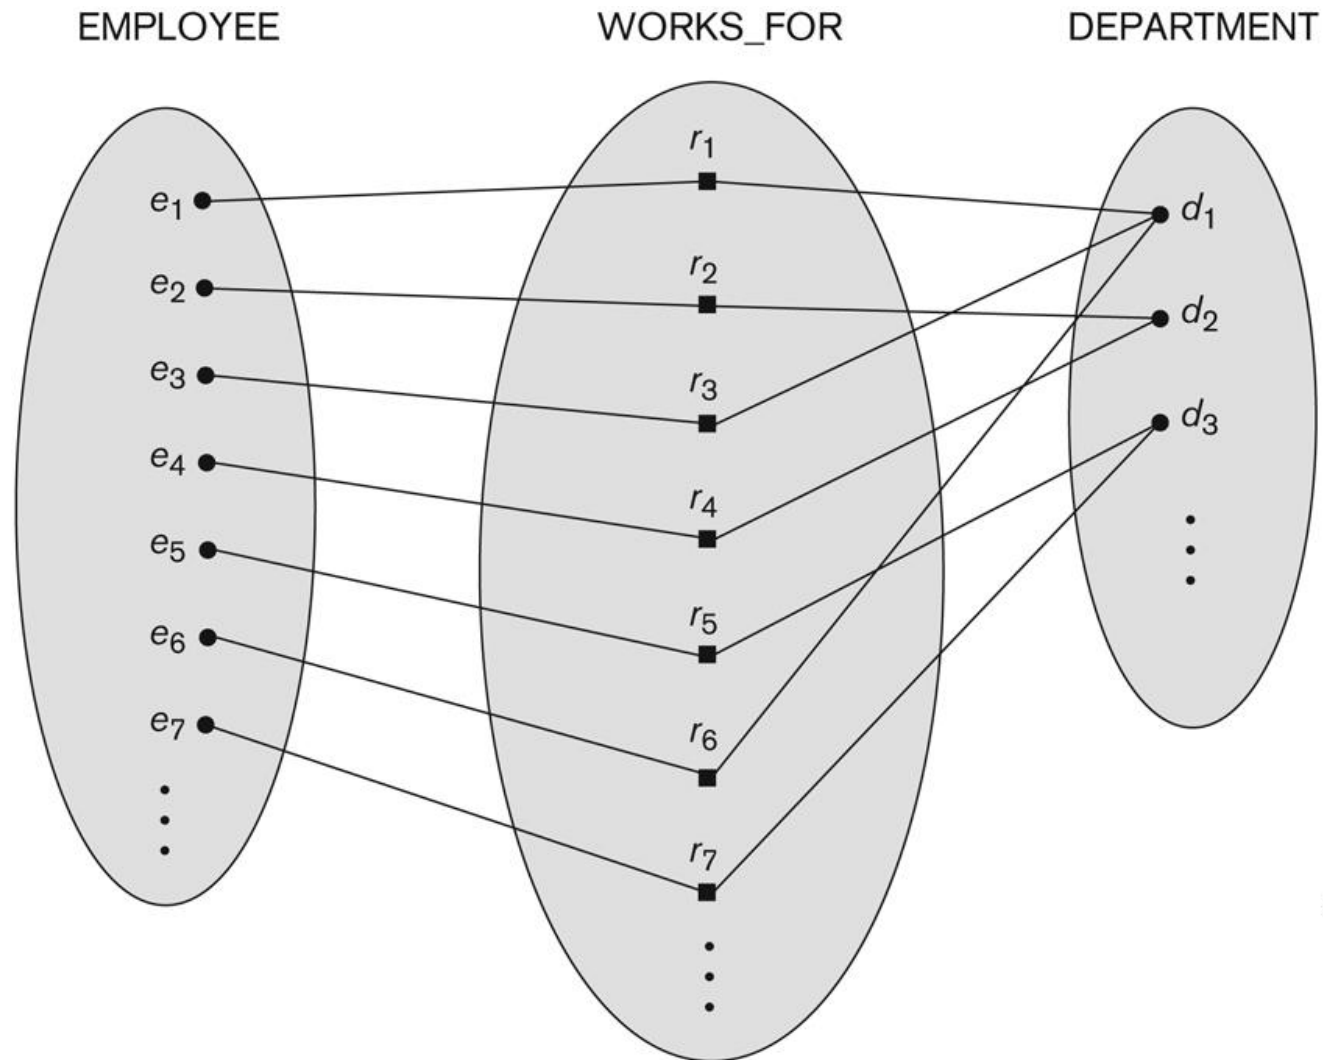 EMPLOYEE WORKS_FOR DEPARTMENT
r₁
e₁ d₁
r₂
e₂ d₂
e₃ r₃
d₃
e₄
r₄
e₅
r₅
e₆
e₇ r₆
r₇